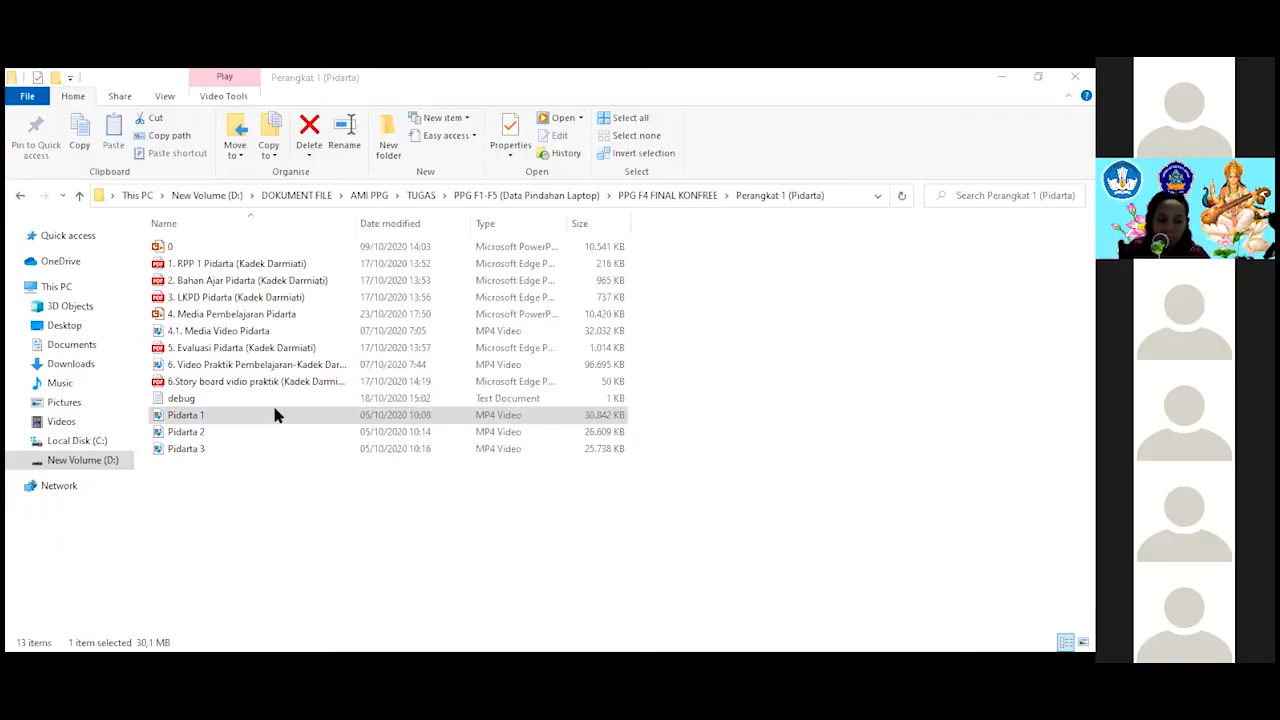 Play
Perangkat 1 (Pidarta)
File Home Share View Video Tools
Pin to Quick access
Copy
Paste
Cut
Copy path
Paste shortcut
Clipboard
Move to
Copy to
Delete
Rename
Organise
New folder
New item
Easy access
New
Properties
Open
Edit
History
Open
Select all
Select none
Invert selection
Select
This PC > New Volume (D:) > DOKUMENT FILE > AMI PPG > TUGAS > PPG F1-F5 (Data Pindahan Laptop) > PPG F4 FINAL KONFREE > Perangkat 1 (Pidarta)
Search Perangkat 1 (Pidarta)
Quick access
OneDrive
This PC
3D Objects
Desktop
Documents
Downloads
Music
Pictures
Videos
Local Disk (C:)
New Volume (D:)
Network
Name Date modified Type Size
0 09/10/2020 14:03 Microsoft PowerP... 10.541 KB
1. RPP 1 Pidarta (Kadek Darmiati) 17/10/2020 13:52 Microsoft Edge P... 216 KB
2. Bahan Ajar Pidarta (Kadek Darmiati) 17/10/2020 13:53 Microsoft Edge P... 965 KB
3. LKPD Pidarta (Kadek Darmiati) 17/10/2020 13:56 Microsoft Edge P... 737 KB
4. Media Pembelajaran Pidarta 23/10/2020 17:50 Microsoft PowerP... 10.420 KB
4.1. Media Video Pidarta 07/10/2020 7:05 MP4 Video 32.032 KB
5. Evaluasi Pidarta (Kadek Darmiati) 17/10/2020 13:57 Microsoft Edge P... 1.014 KB
6. Video Praktik Pembelajaran-Kadek Dar... 07/10/2020 7:44 MP4 Video 96.695 KB
6.Story board vidio praktik (Kadek Darmi... 17/10/2020 14:19 Microsoft Edge P... 50 KB
debug 18/10/2020 15:02 Text Document 1 KB
Pidarta 1 05/10/2020 10:08 MP4 Video 30.842 KB
Pidarta 2 05/10/2020 10:14 MP4 Video 26.609 KB
Pidarta 3 05/10/2020 10:16 MP4 Video 25.738 KB
13 items 1 item selected 30,1 MB